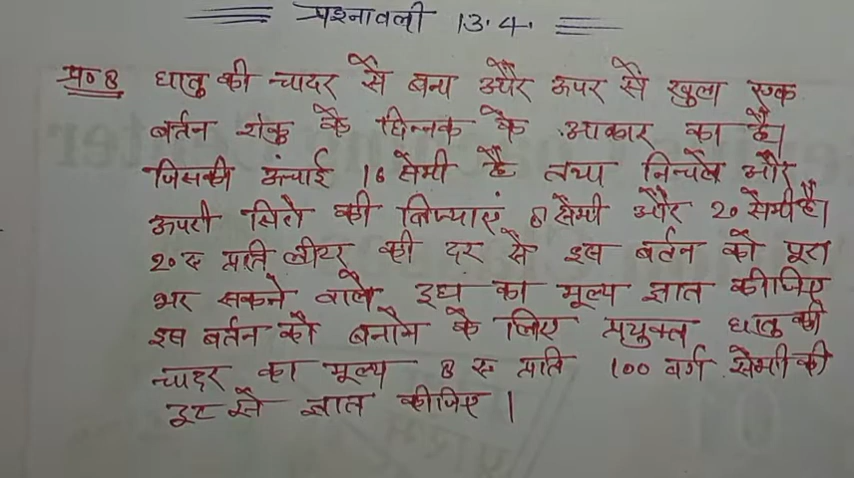 प्रश्नावली 13.4.
प्र० 8 धातु की चादर से बना और ऊपर से खुला एक
बर्तन शंकु के छिन्नक के आकार का है।
जिसकी ऊंचाई 16 सेमी है तथा निचले और
ऊपरी सिरो की त्रिज्याएं 8 सेमी और 20 सेमी है।
20 रु प्रति लीटर की दर से इस बर्तन को पूरा
भर सकने वाले दूध का मूल्य ज्ञात कीजिए
इस बर्तन को बनाने के लिए प्रयुक्त धातु की
चादर का मूल्य 8 रु प्रति 100 वर्ग सेमी की
दर से ज्ञात कीजिए।